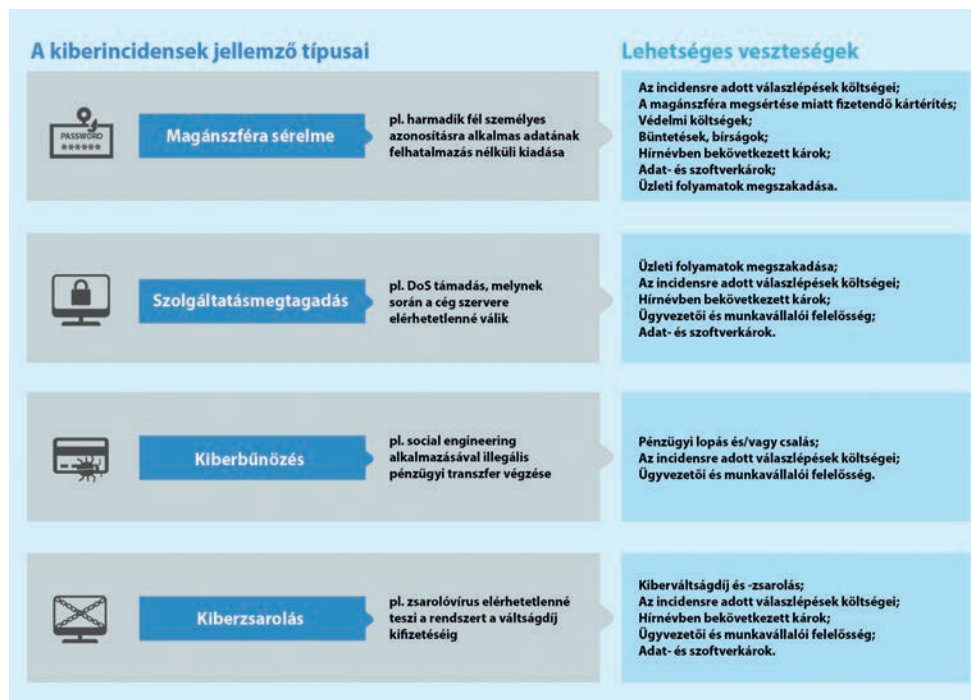 A kiberincidensek jellemző típusai
Lehetséges veszteségek
PASSWORD
******
Magánszféra sérelme
pl. harmadik fél személyes
azonosításra alkalmas adatának
felhatalmazás nélküli kiadása
Az incidensre adott válaszlépések költségei;
A magánszféra megsértése miatt fizetendő kártérítés;
Védelmi költségek;
Büntetések, bírságok;
Hírnévben bekövetkezett károk;
Adat- és szoftverkárok;
Üzleti folyamatok megszakadása.
Szolgáltatásmegtagadás
pl. DoS támadás, melynek
során a cég szervere
elérhetetlenné válik
Üzleti folyamatok megszakadása;
Az incidensre adott válaszlépések költségei;
Hírnévben bekövetkezett károk;
Ügyvezetői és munkavállalói felelősség;
Adat- és szoftverkárok.
Kiberbűnözés
pl. social engineering
alkalmazásával illegális
pénzügyi transzfer végzése
Pénzügyi lopás és/vagy csalás;
Az incidensre adott válaszlépések költségei;
Ügyvezetői és munkavállalói felelősség.
Kiberzsarolás
pl. zsarolóvírus elérhetetlenné
teszi a rendszert a váltságdíj
kifizetéséig
Kiberváltságdíj és -zsarolás;
Az incidensre adott válaszlépések költségei;
Hírnévben bekövetkezett károk;
Ügyvezetői és munkavállalói felelősség;
Adat- és szoftverkárok.